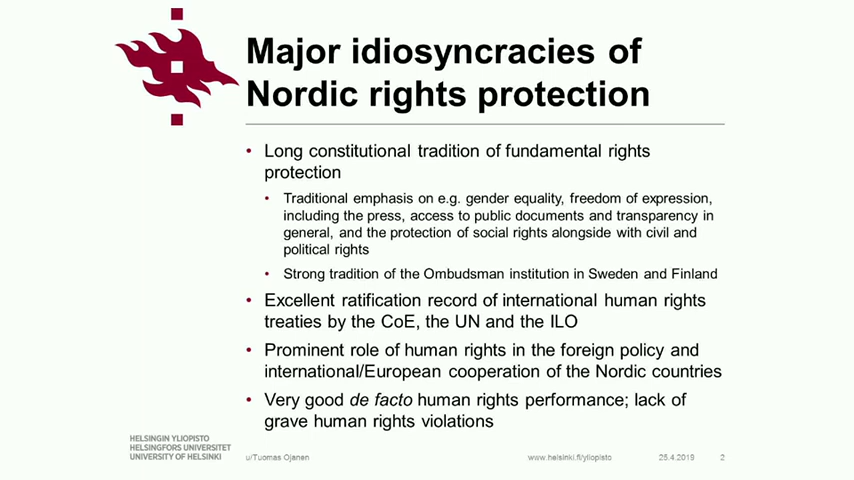 Major idiosyncracies of
Nordic rights protection
• Long constitutional tradition of fundamental rights
protection
• Traditional emphasis on e.g. gender equality, freedom of expression,
including the press, access to public documents and transparency in
general, and the protection of social rights alongside with civil and
political rights
• Strong tradition of the Ombudsman institution in Sweden and Finland
• Excellent ratification record of international human rights
treaties by the CoE, the UN and the ILO
• Prominent role of human rights in the foreign policy and
international/European cooperation of the Nordic countries
• Very good de facto human rights performance; lack of
grave human rights violations
HELSINGIN YLIOPISTO
HELSINGFORS UNIVERSITET
UNIVERSITY OF HELSINKI
u/Tuomas Ojanen
www.helsinki.fi/yliopisto
25.4.2019
2